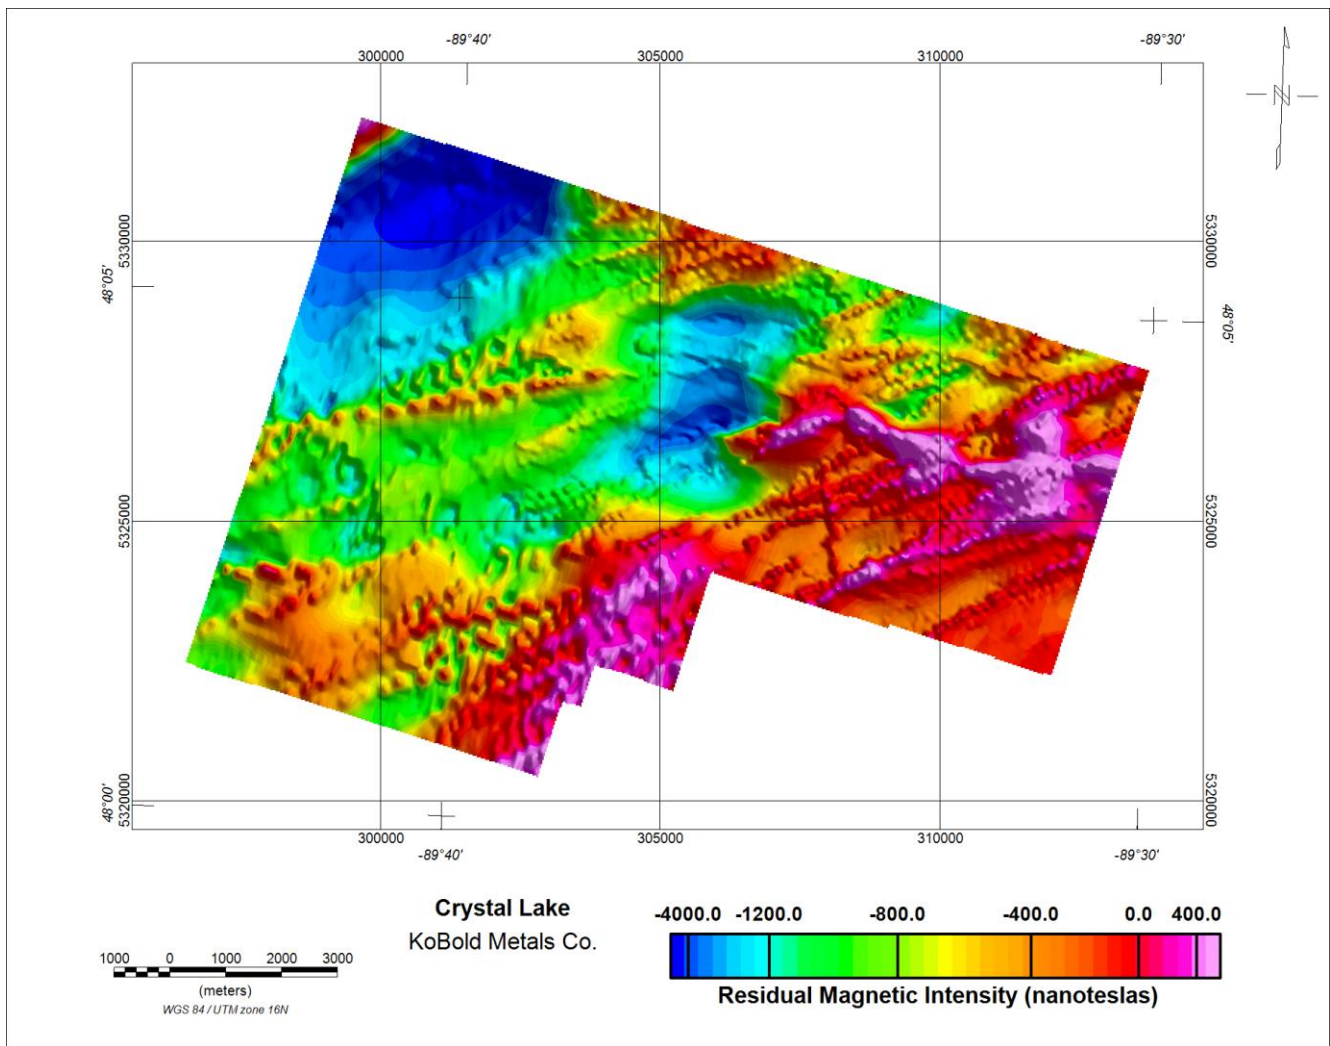 -89°40'
-89°30'
300000
305000
310000
N
5330000
5330000
48°05'
48°05'
5325000
5325000
48°00'
5320000
5320000
300000
305000
310000
-89°40'
-89°30'
Crystal Lake
KoBold Metals Co.
-4000.0 -1200.0 -800.0 -400.0 0.0 400.0
Residual Magnetic Intensity (nanoteslas)
1000 0 1000 2000 3000
(meters)
WGS 84 / UTM zone 16N